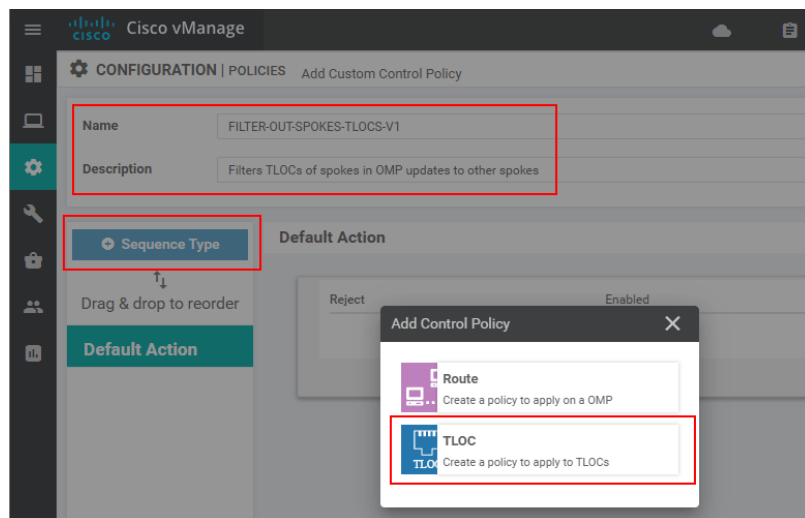 CISCO Cisco vManage
CONFIGURATION | POLICIES Add Custom Control Policy
Name FILTER-OUT-SPOKES-TLOCS-V1
Description Filters TLOCs of spokes in OMP updates to other spokes
Sequence Type
Drag & drop to reorder
Default Action
Default Action
Reject Enabled
Add Control Policy
Route
Create a policy to apply on a OMP
TLOC
TLOC
Create a policy to apply to TLOCs